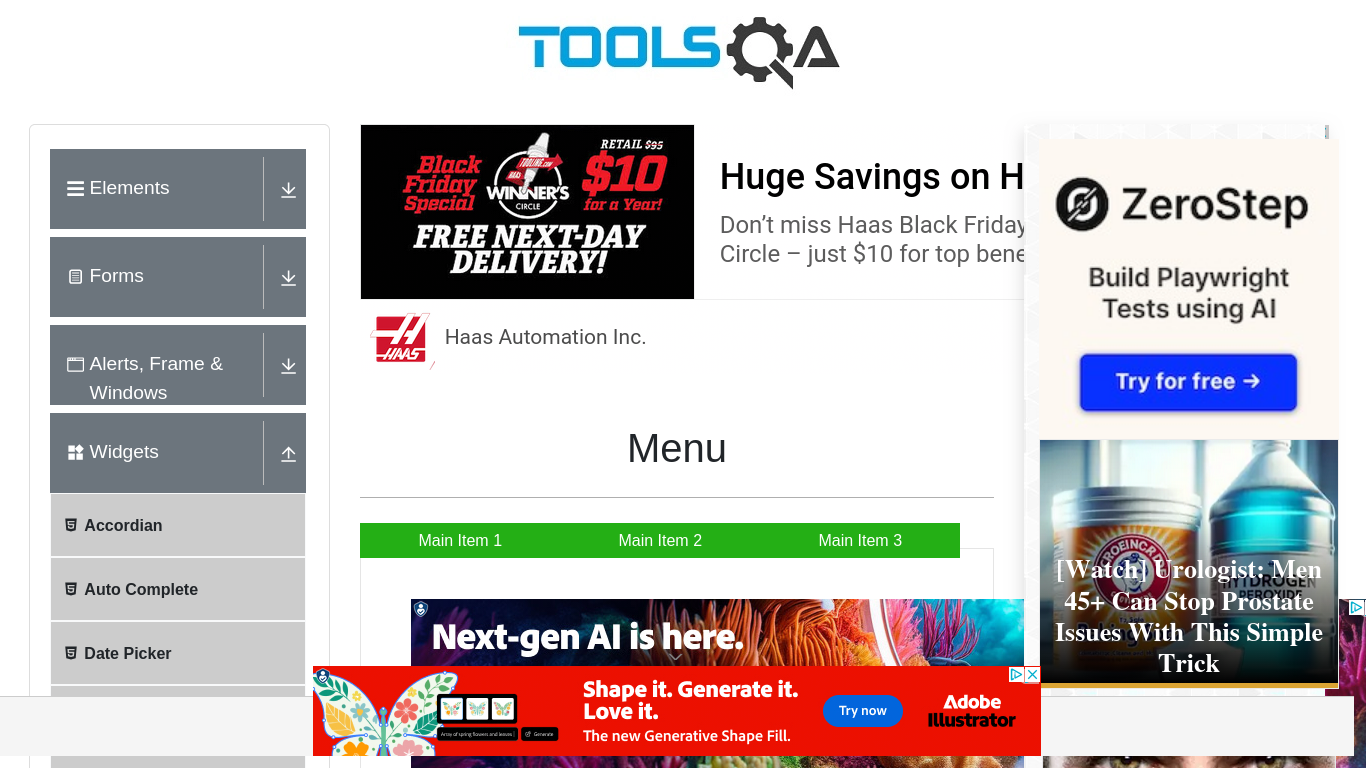 TOOLSQA
Elements
Forms
Alerts, Frame &
Windows
Widgets
Accordian
Auto Complete
Date Picker
Black
Friday
Special
TOOLING.COM
HAAS
WINNER'S
CIRCLE
RETAIL $95
$10
for a Year!
FREE NEXT-DAY
DELIVERY!
Huge Savings on H
Don’t miss Haas Black Friday
Circle – just $10 for top bene
HAAS
Haas Automation Inc.
Menu
Main Item 1
Main Item 2
Main Item 3
Next-gen AI is here.
ZeroStep
Build Playwright
Tests using AI
Try for free →
[Watch] Urologist: Men
45+ Can Stop Prostate
Issues With This Simple
Trick
Array of spring flowers and leaves
Generate
Shape it. Generate it.
Love it.
The new Generative Shape Fill.
Try now
Adobe
Illustrator